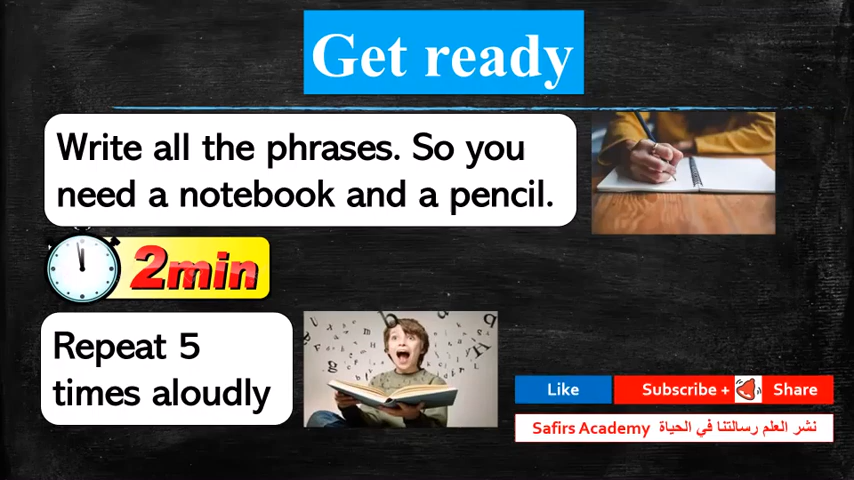 Get ready
Write all the phrases. So you
need a notebook and a pencil.
2min
Repeat 5
times aloudly
Like
Subscribe +
Share
Safirs Academy نشر العلم رسالتنا في الحياة